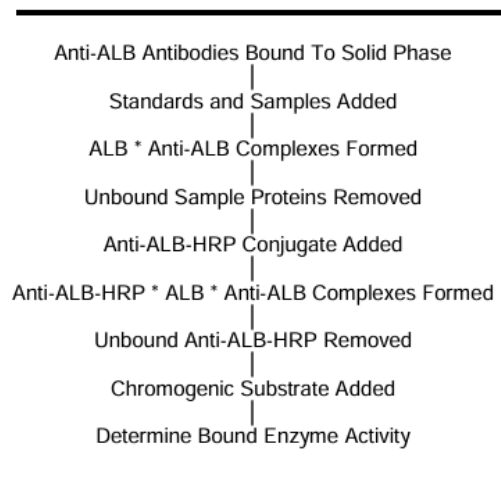 Anti-ALB Antibodies Bound To Solid Phase
Standards and Samples Added
ALB * Anti-ALB Complexes Formed
Unbound Sample Proteins Removed
Anti-ALB-HRP Conjugate Added
Anti-ALB-HRP * ALB * Anti-ALB Complexes Formed
Unbound Anti-ALB-HRP Removed
Chromogenic Substrate Added
Determine Bound Enzyme Activity